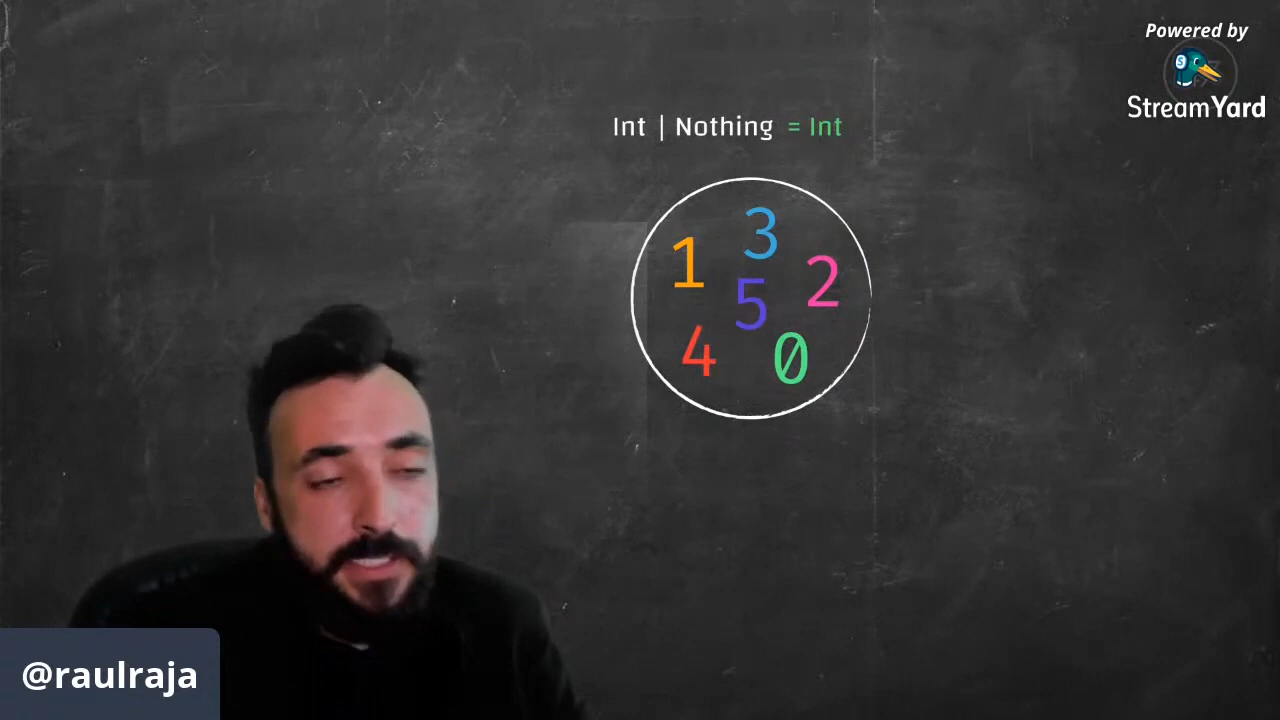 Powered by
StreamYard
Int | Nothing = Int
3
1
2
5
4
0
@raulraja